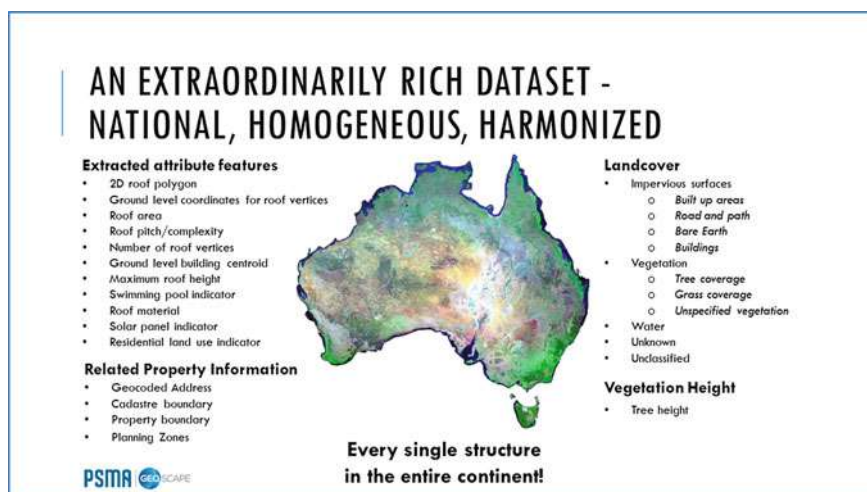 AN EXTRAORDINARILY RICH DATASET -
NATIONAL, HOMOGENEOUS, HARMONIZED
Extracted attribute features
• 2D roof polygon
• Ground level coordinates for roof vertices
• Roof area
• Roof pitch/complexity
• Number of roof vertices
• Ground level building centroid
• Maximum roof height
• Swimming pool indicator
• Roof material
• Solar panel indicator
• Residential land use indicator
Related Property Information
• Geocoded Address
• Cadastre boundary
• Property boundary
• Planning Zones
Landcover
• Impervious surfaces
o Built up areas
o Road and path
o Bare Earth
o Buildings
• Vegetation
o Tree coverage
o Grass coverage
o Unspecified vegetation
• Water
• Unknown
• Unclassified
Vegetation Height
• Tree height
Every single structure
in the entire continent!
PSMA GEOSCAPE